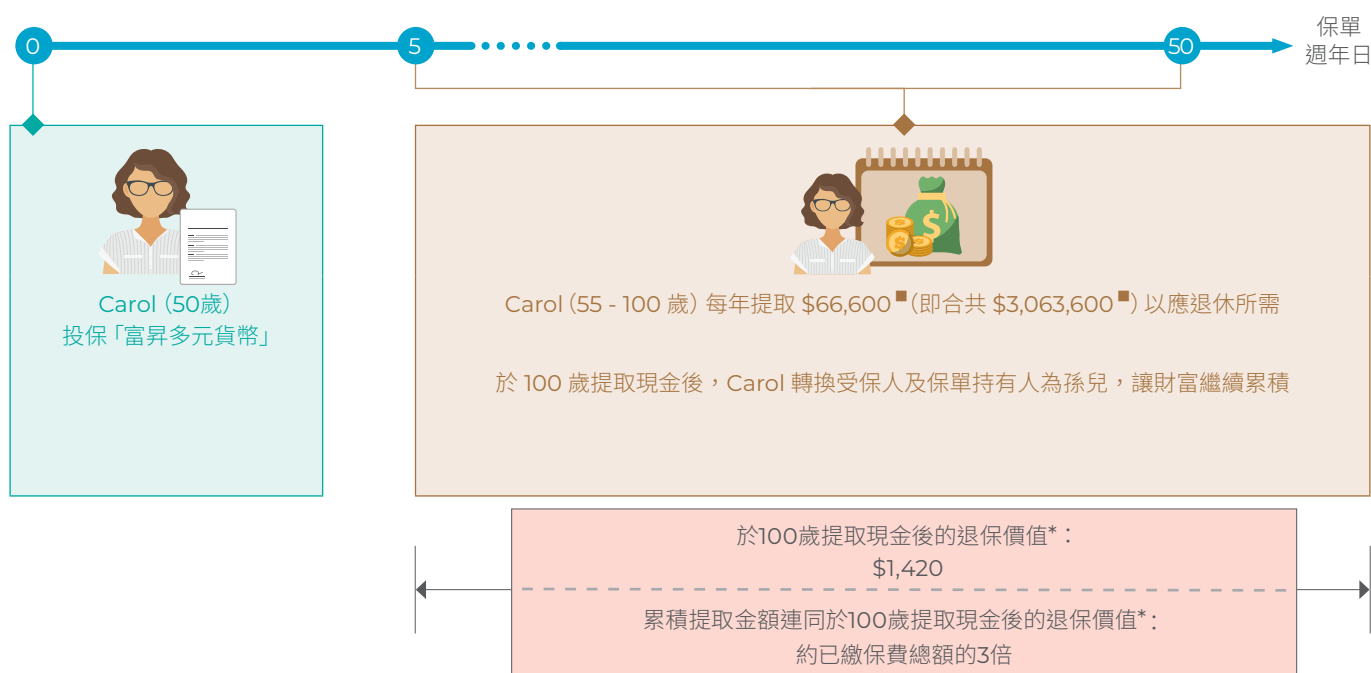 0
5
50
保單
週年日
Carol（50歲）
投保「富昇多元貨幣」
Carol（55 - 100 歲）每年提取 $66,600■（即合共 $3,063,600■）以應退休所需
於 100 歲提取現金後，Carol 轉換受保人及保單持有人為孫兒，讓財富繼續累積
於100歲提取現金後的退保價值*：
$1,420
累積提取金額連同於100歲提取現金後的退保價值*：
約已繳保費總額的3倍